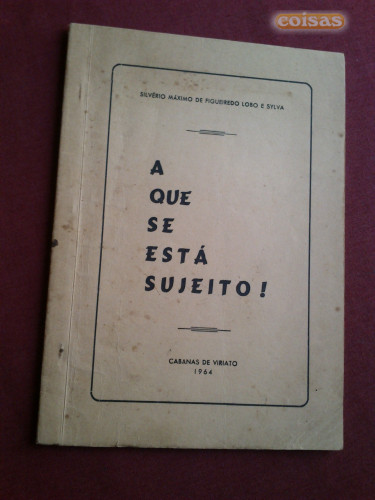 coisas
SILVÉRIO MÁXIMO DE FIGUEIREDO LOBO E SYLVA
A
QUE
SE
ESTÁ
SUJEITO!
CABANAS DE VIRIATO
1964